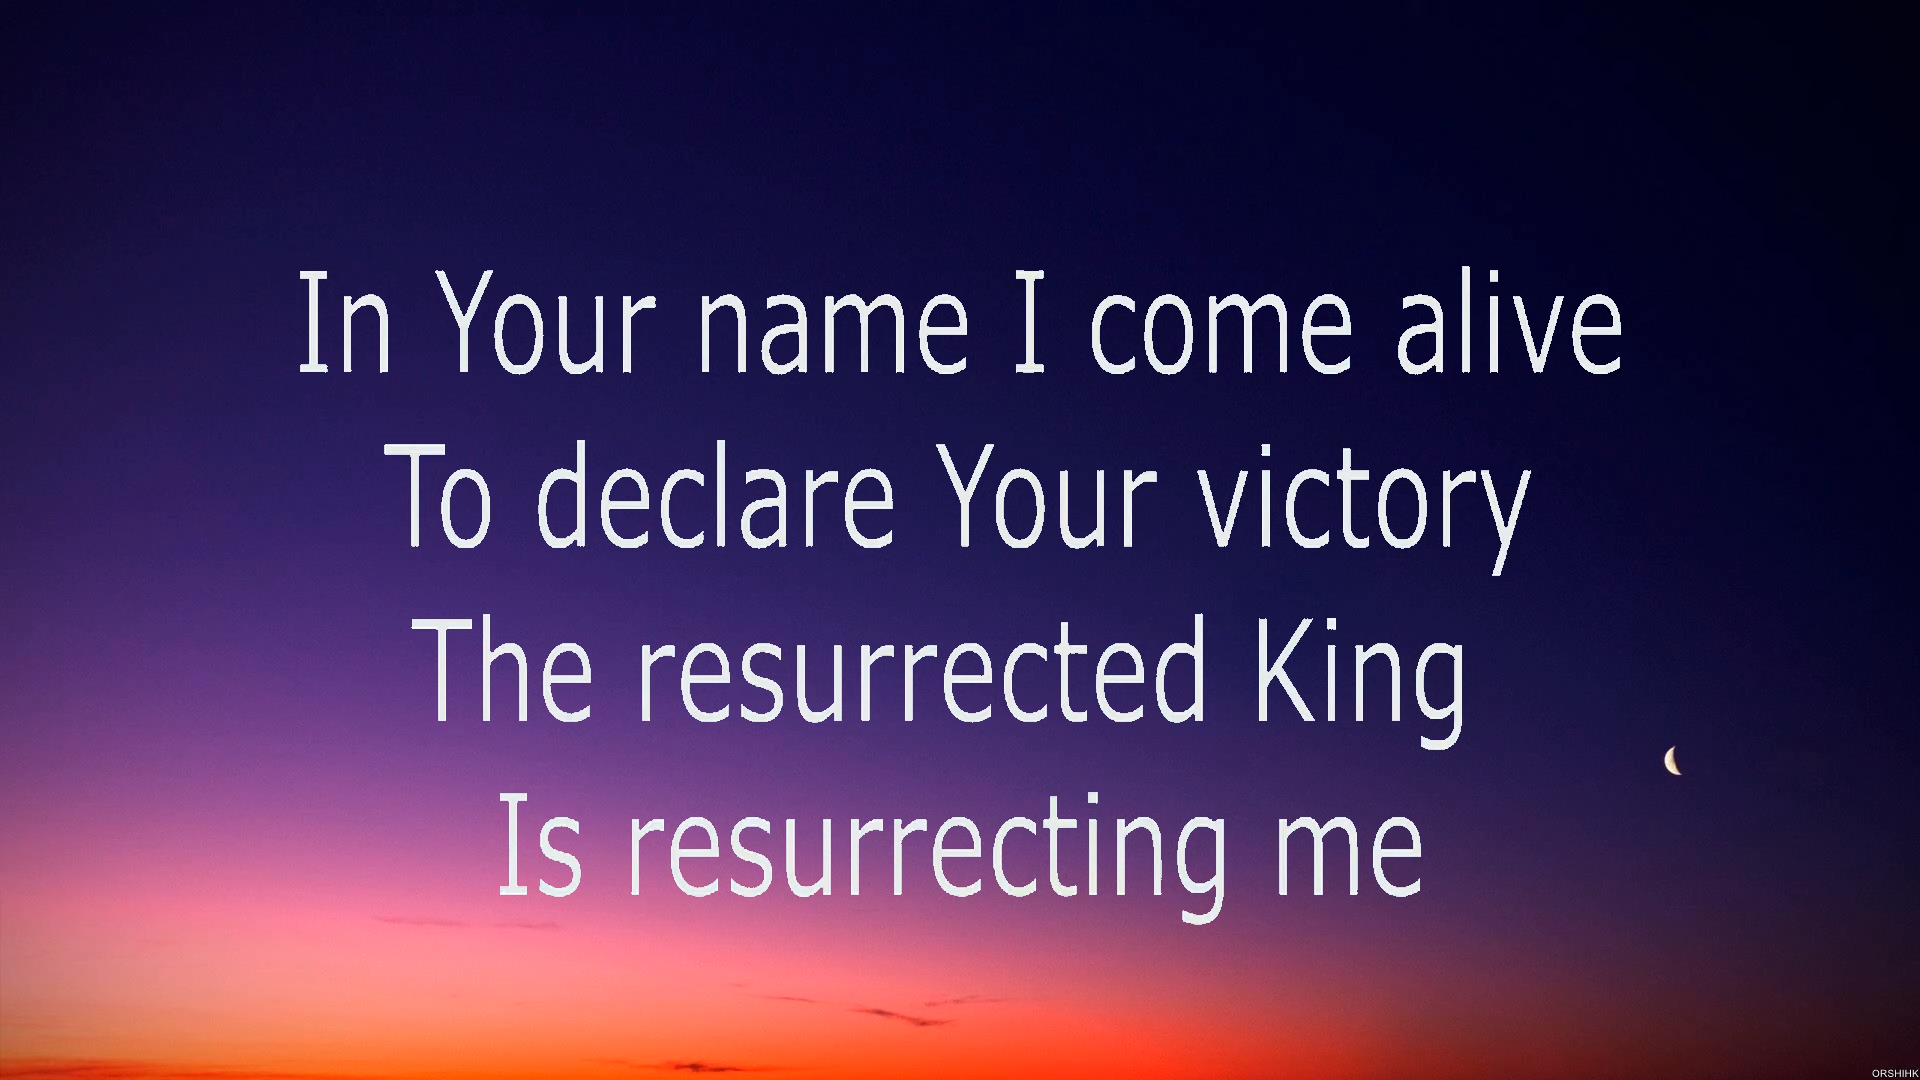 In Your name I come alive
To declare Your victory
The resurrected King
Is resurrecting me
ORSHIHK